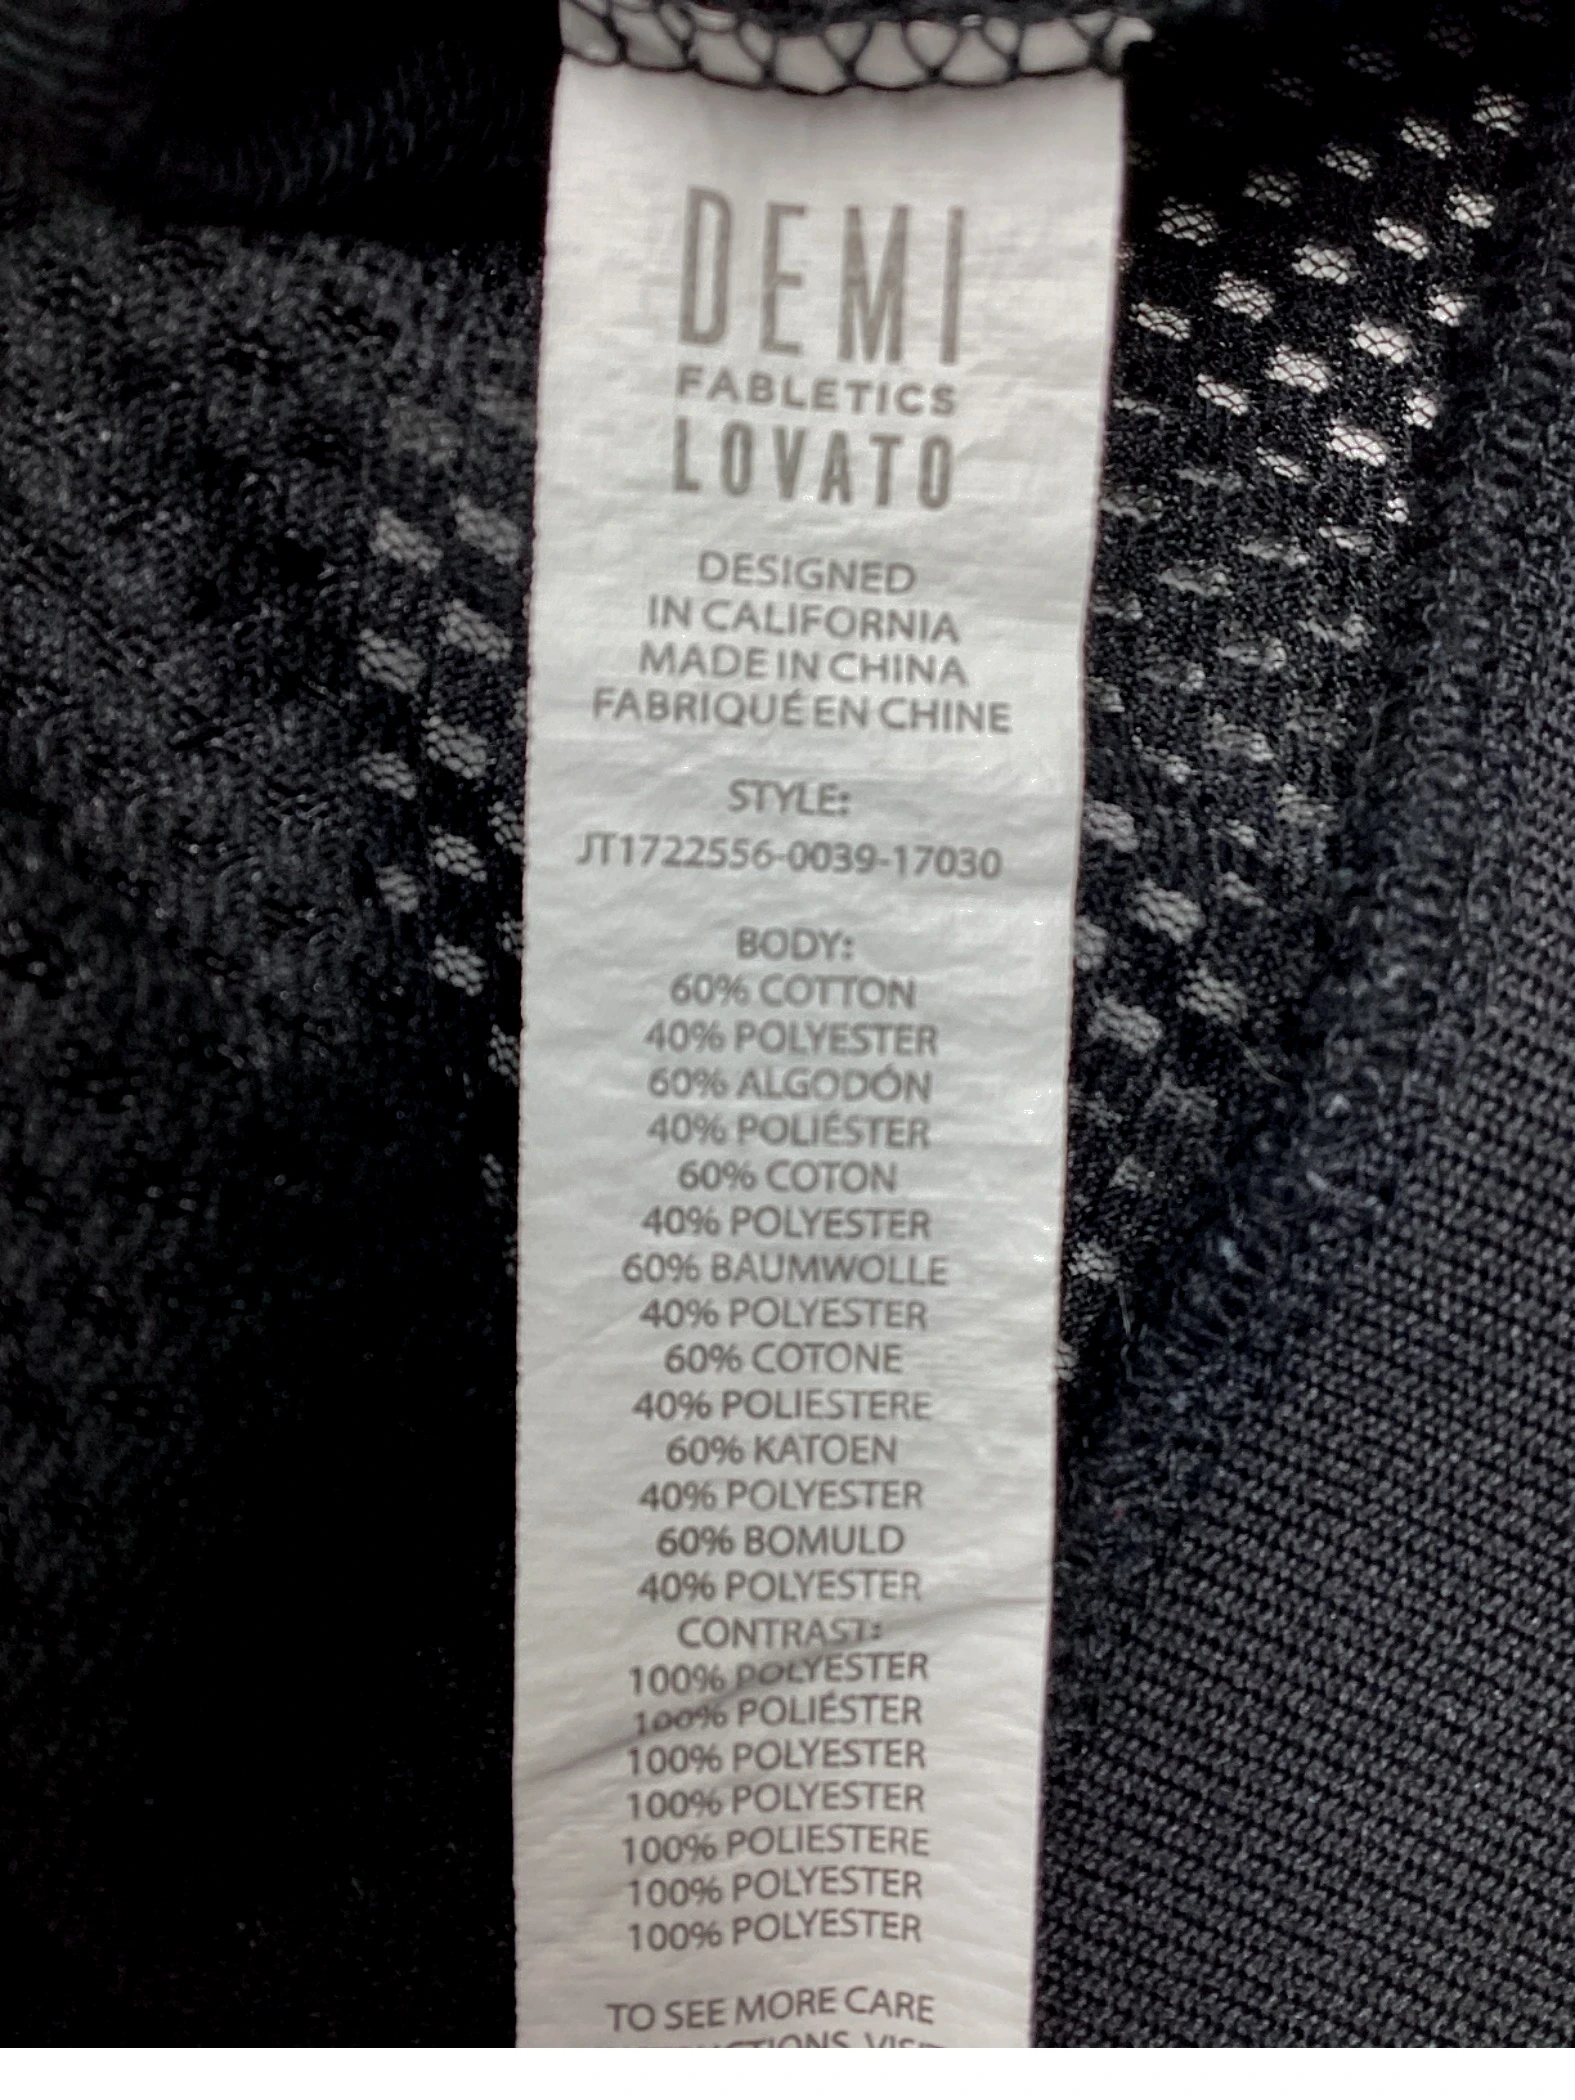 DEMI
FABLETICS
LOVATO
DESIGNED
IN CALIFORNIA
MADE IN CHINA
FABRIQUÉ EN CHINE
STYLE:
JT1722556-0039-17030
BODY:
60% COTTON
40% POLYESTER
60% ALGODÓN
40% POLIÉSTER
60% COTON
40% POLYESTER
60% BAUMWOLLE
40% POLYESTER
60% COTONE
40% POLIESTERE
60% KATOEN
40% POLYESTER
60% BOMULD
40% POLYESTER
CONTRAST:
100% POLYESTER
100% POLIÉSTER
100% POLYESTER
100% POLYESTER
100% POLIESTERE
100% POLYESTER
100% POLYESTER
TO SEE MORE CARE